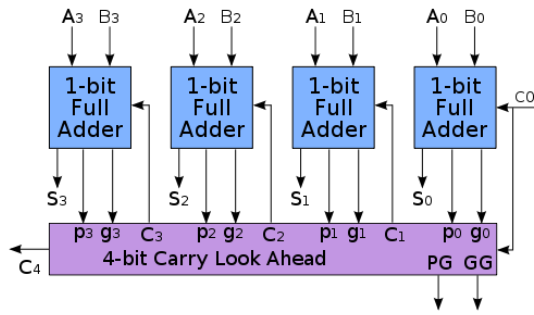 A3 B3 A2 B2 A1 B1 A0 B0
1-bit Full Adder
1-bit Full Adder
1-bit Full Adder
1-bit Full Adder
C0
S3 S2 S1 S0
p3 g3 C3 p2 g2 C2 p1 g1 C1 p0 g0
4-bit Carry Look Ahead PG GG
C4